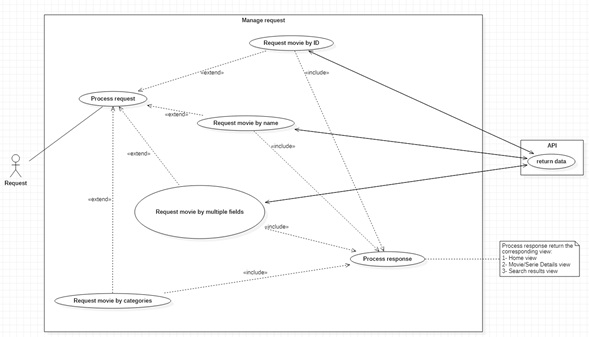 Manage request
Request movie by ID
«extend»
«include»
Process request
«extend»
Request movie by name
API
return data
«include»
«extend»
Request
«extend»
Request movie by multiple fields
«include»
Process response
Process response return the
corresponding view:
1- Home view
2- Movie/Serie Details view
3- Search results view
«include»
Request movie by categories